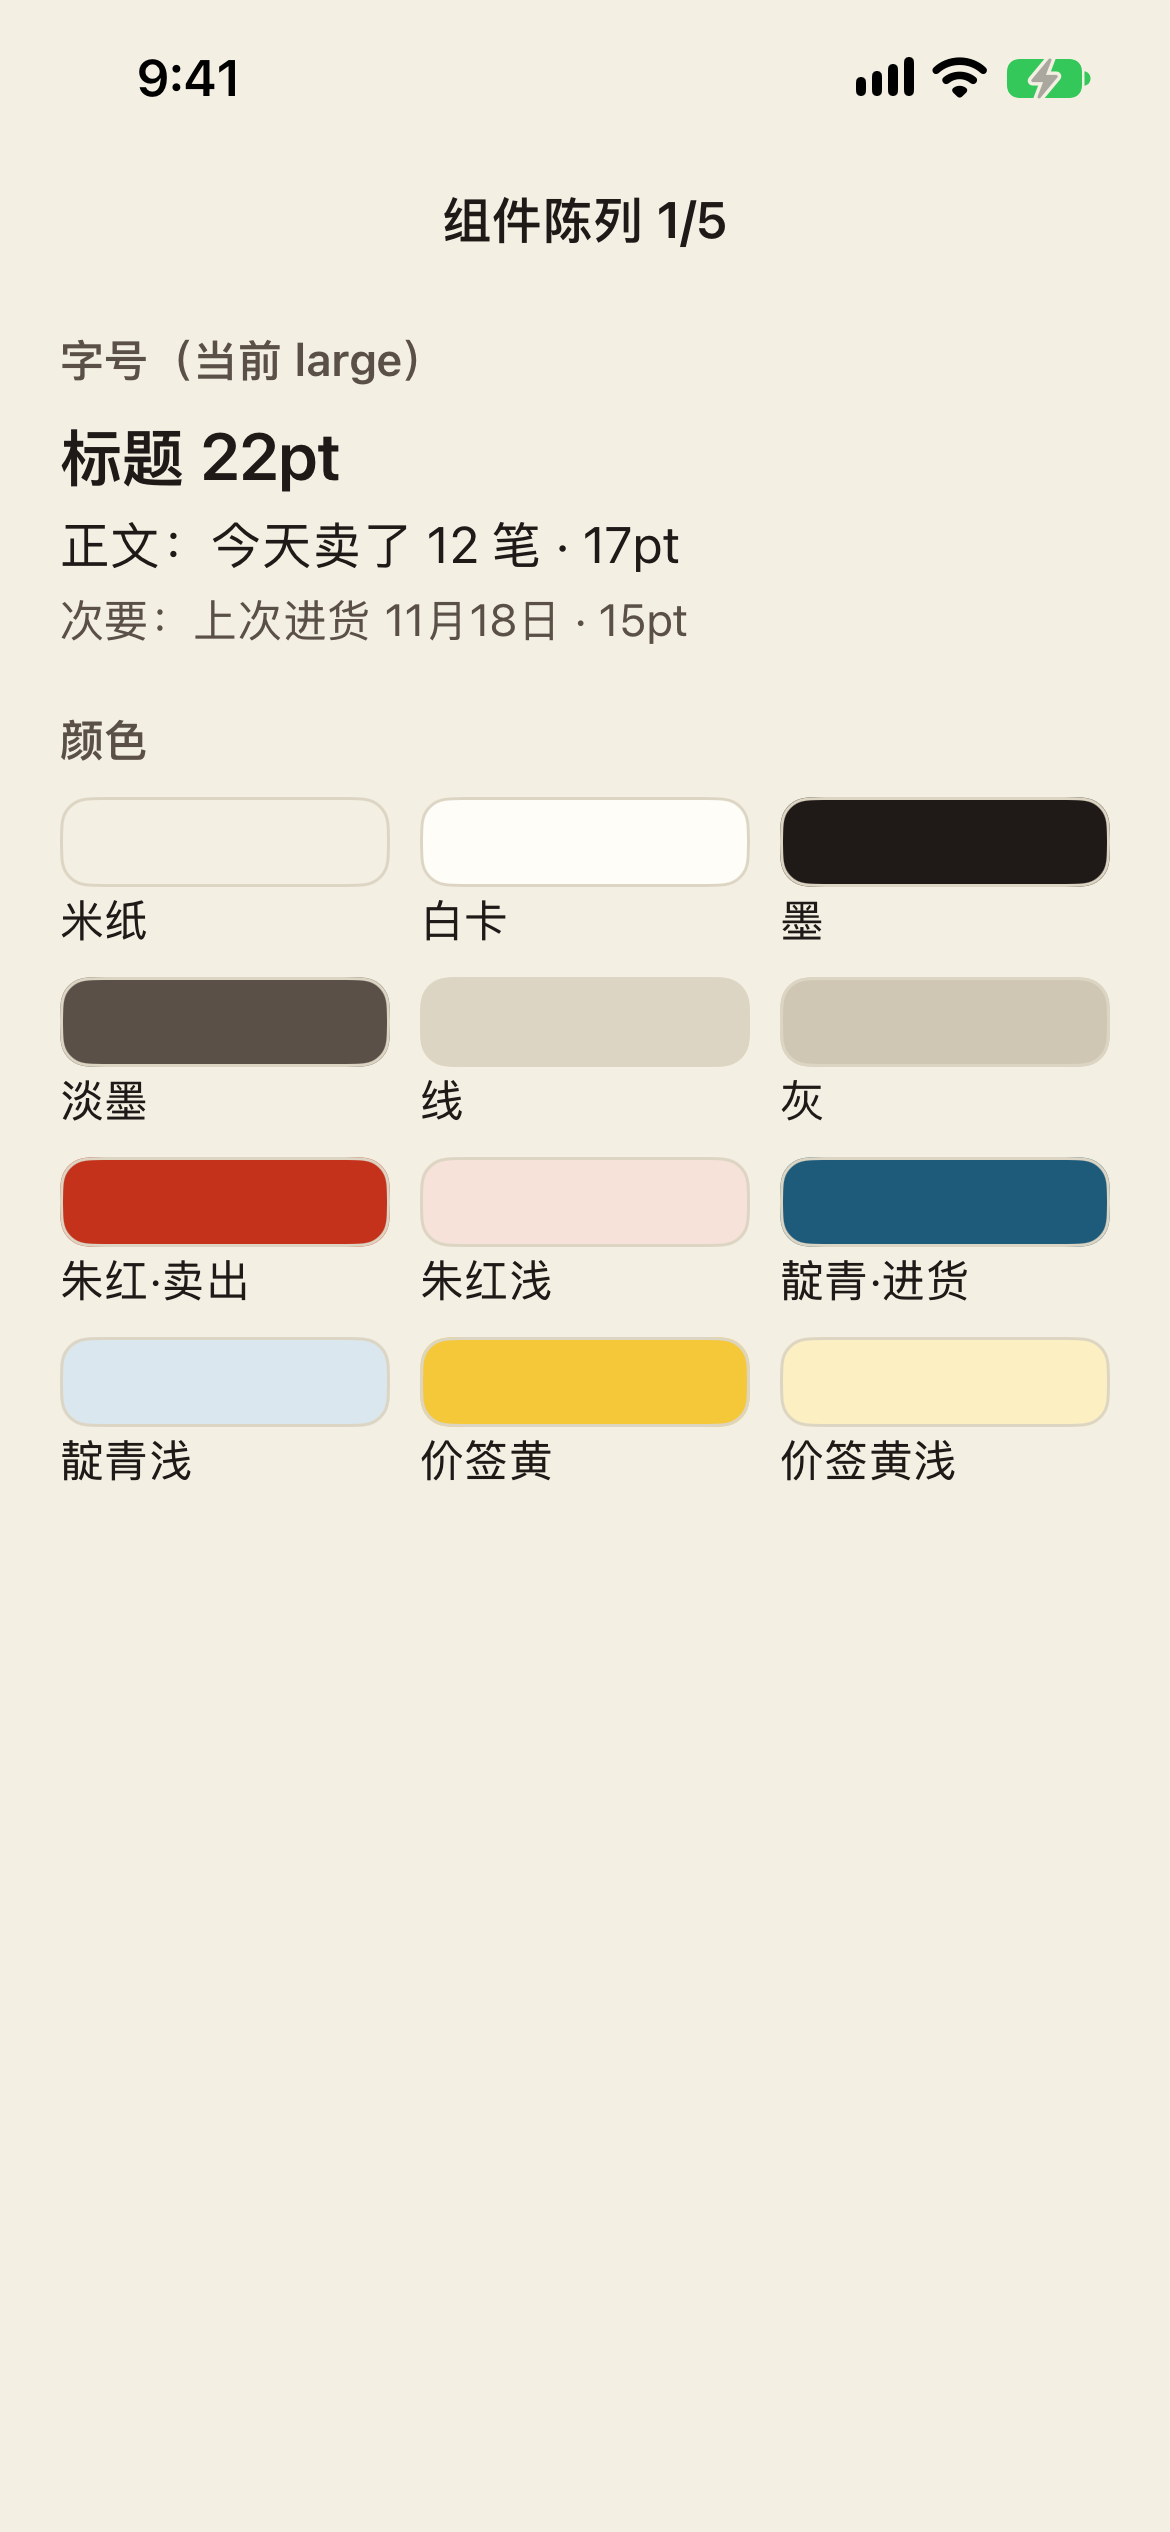 9:41
组件陈列 1/5
字号（当前 large）
标题 22pt
正文：今天卖了 12 笔 · 17pt
次要：上次进货 11月18日 · 15pt
颜色
米纸
白卡
墨
淡墨
线
灰
朱红·卖出
朱红浅
靛青·进货
靛青浅
价签黄
价签黄浅